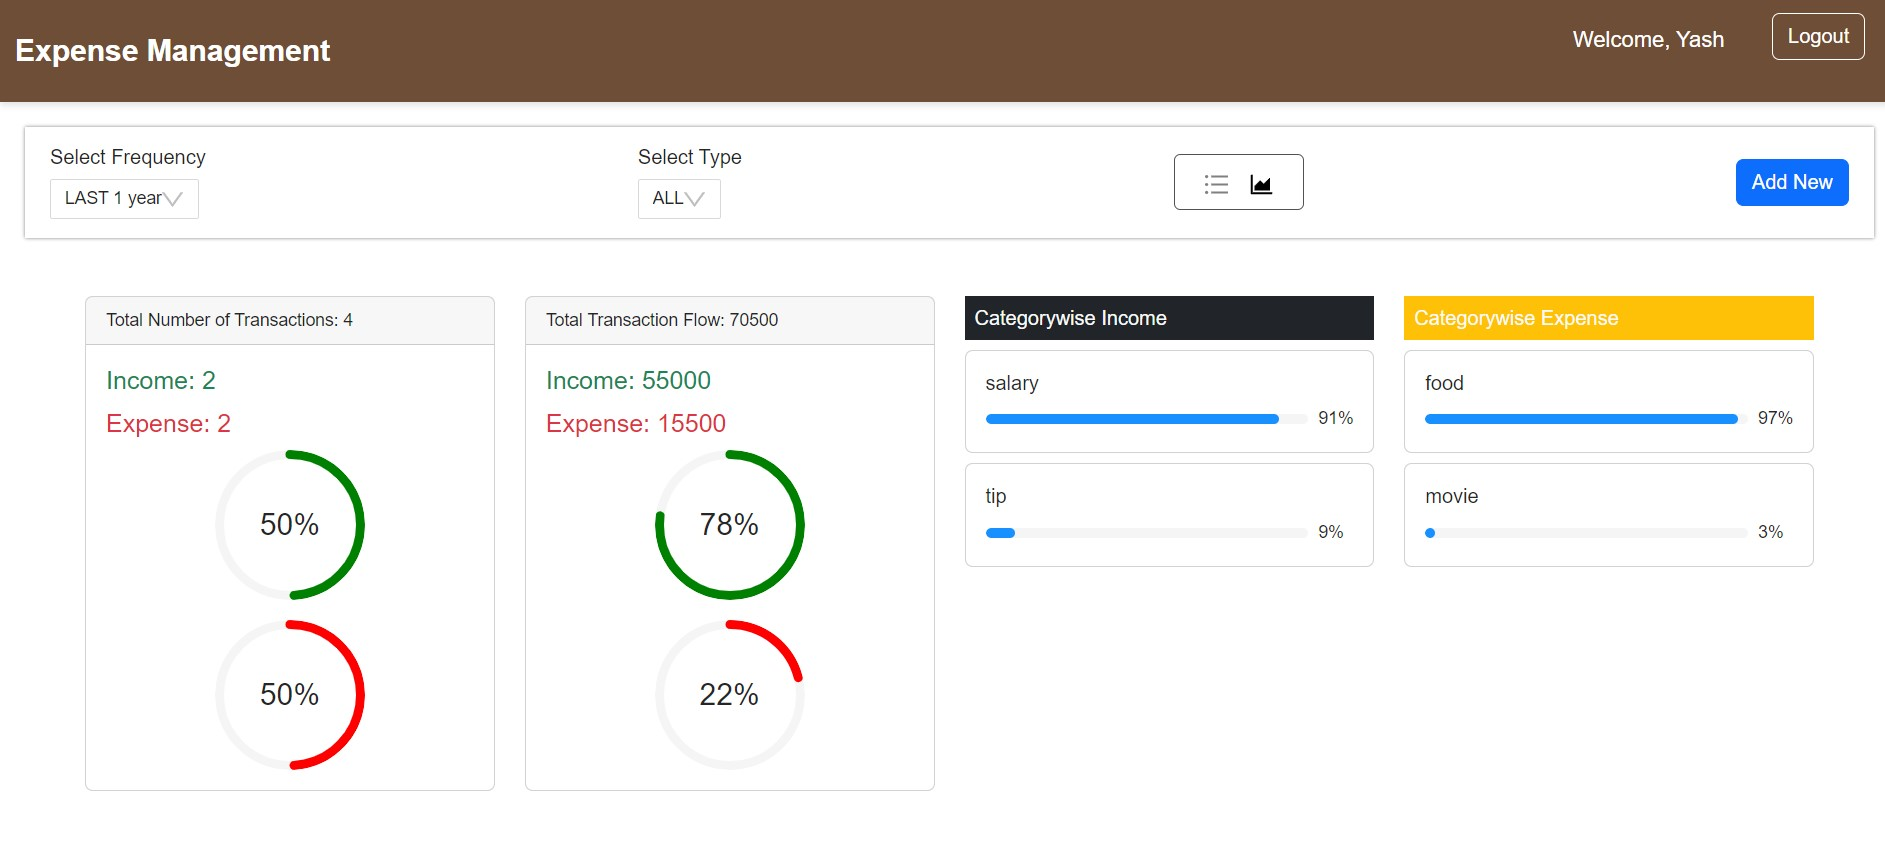 Expense Management
Welcome, Yash
Logout
Select Frequency
LAST 1 year
Select Type
ALL
Add New
Total Number of Transactions: 4
Income: 2
Expense: 2
50%
50%
Total Transaction Flow: 70500
Income: 55000
Expense: 15500
78%
22%
Categorywise Income
salary
91%
tip
9%
Categorywise Expense
food
97%
movie
3%